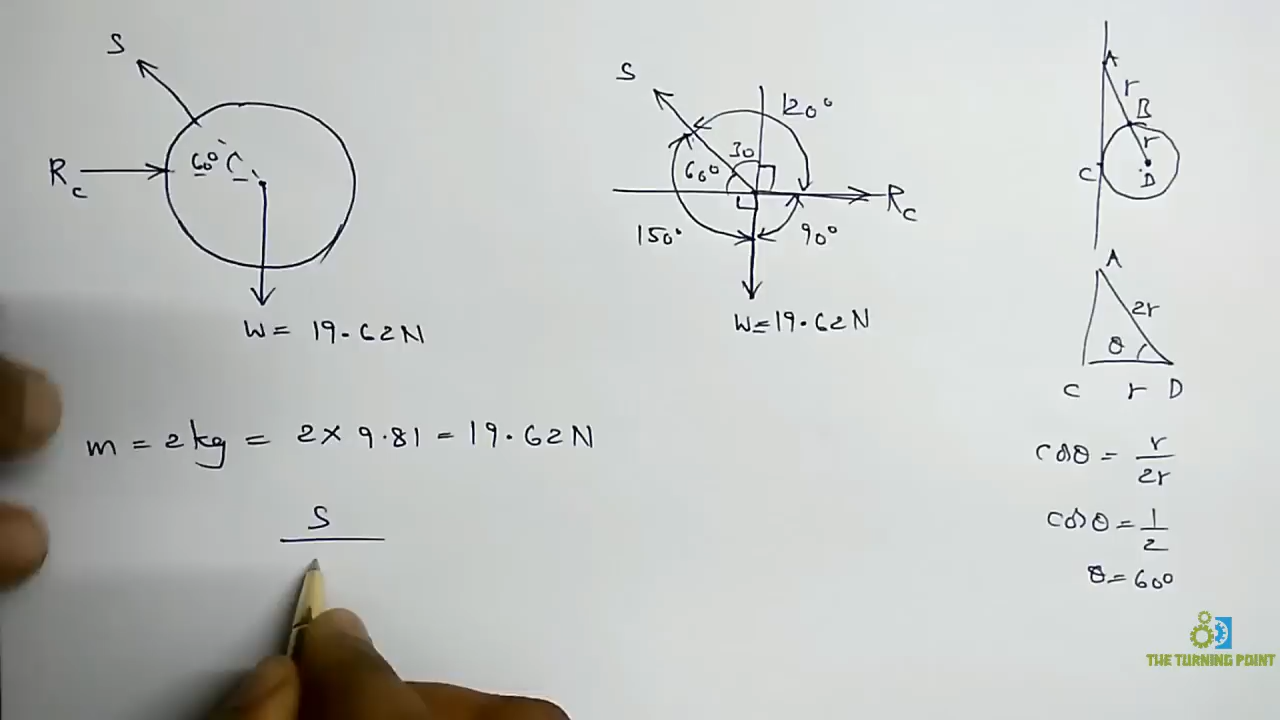 S
60°
Rc
W = 19.62N
S
120°
30
60°
Rc
150°
90°
W=19.62N
A
r
B
r
C
D
A
2r
θ
C r D
m = 2kg = 2 × 9.81 = 19.62N
S
cosθ = r/2r
cosθ = 1/2
θ = 60°
THE TURNING POINT